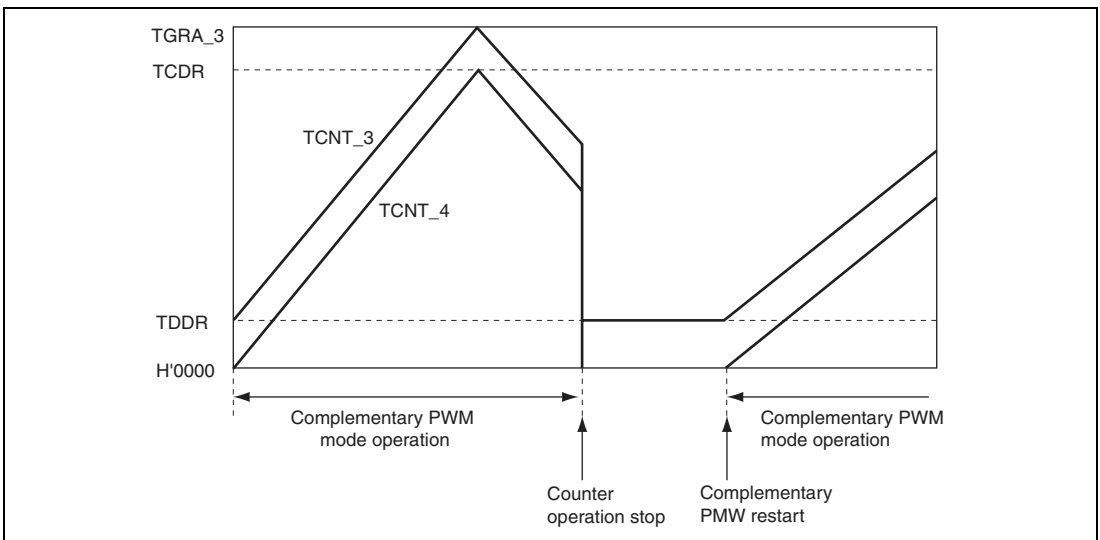 TGRA_3
TCDR
TCNT_3
TCNT_4
TDDR
H'0000
Complementary PWM
mode operation
Complementary PWM
mode operation
Counter
operation stop
Complementary
PMW restart